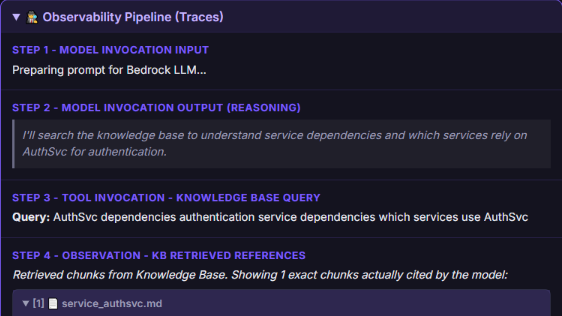 ▼ 🕵️ Observability Pipeline (Traces)
STEP 1 - MODEL INVOCATION INPUT
Preparing prompt for Bedrock LLM...
STEP 2 - MODEL INVOCATION OUTPUT (REASONING)
I'll search the knowledge base to understand service dependencies and which services rely on
AuthSvc for authentication.
STEP 3 - TOOL INVOCATION - KNOWLEDGE BASE QUERY
Query: AuthSvc dependencies authentication service dependencies which services use AuthSvc
STEP 4 - OBSERVATION - KB RETRIEVED REFERENCES
Retrieved chunks from Knowledge Base. Showing 1 exact chunks actually cited by the model:
▼ [1] 📄 service_authsvc.md